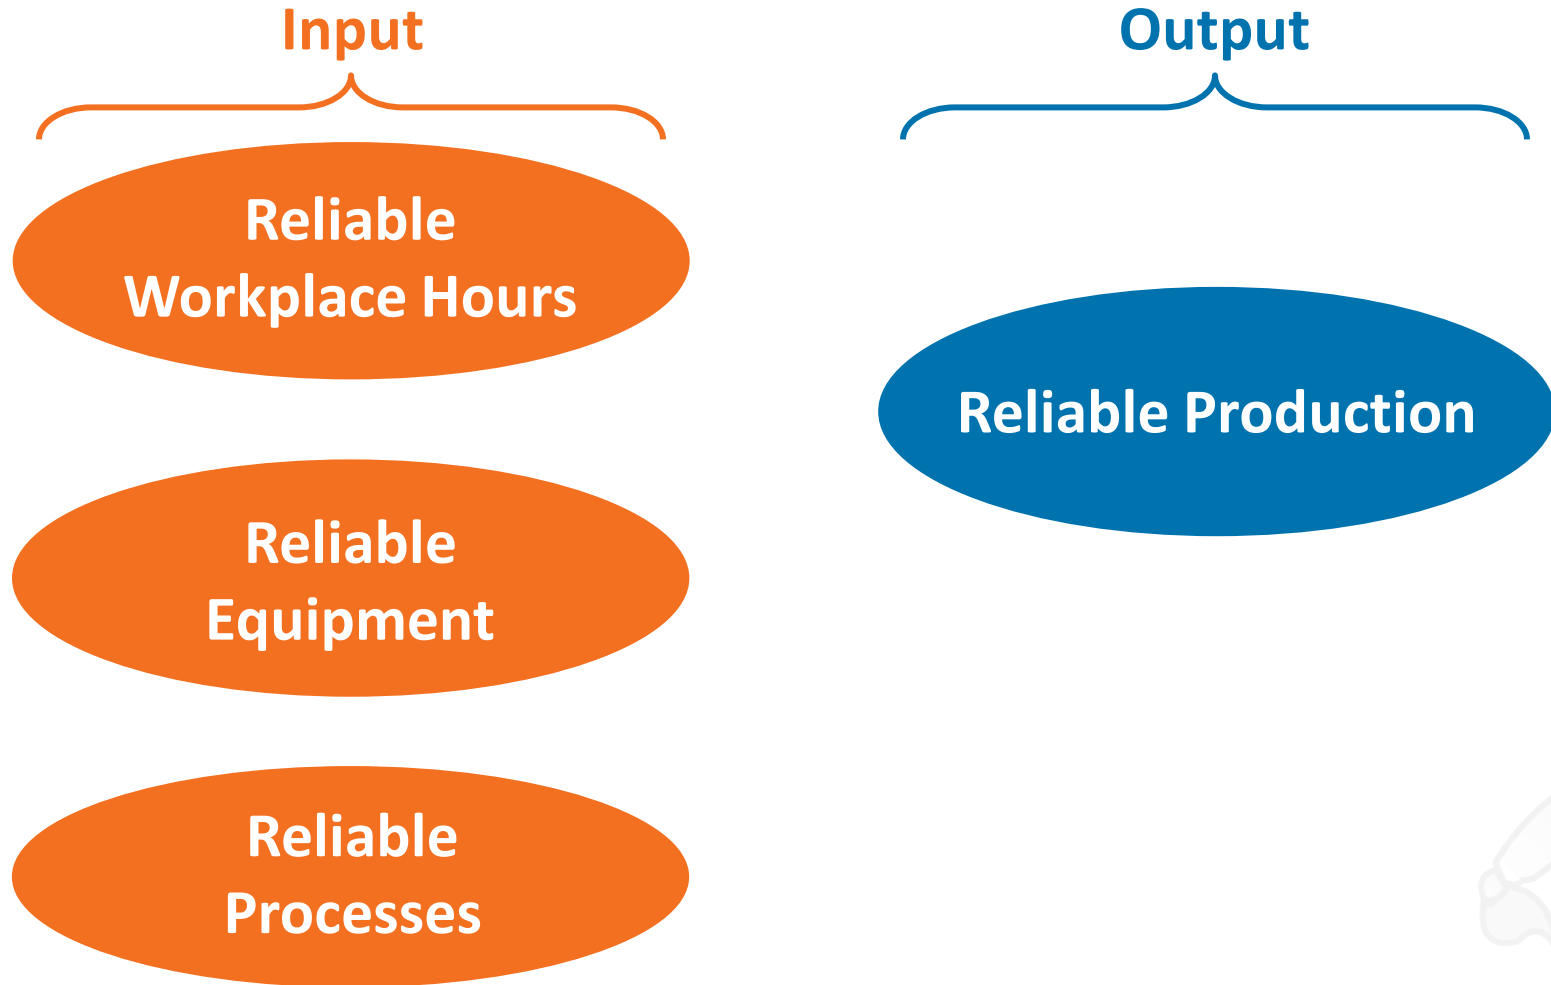 Input
Reliable
Workplace Hours
Reliable
Equipment
Reliable
Processes
Output
Reliable Production